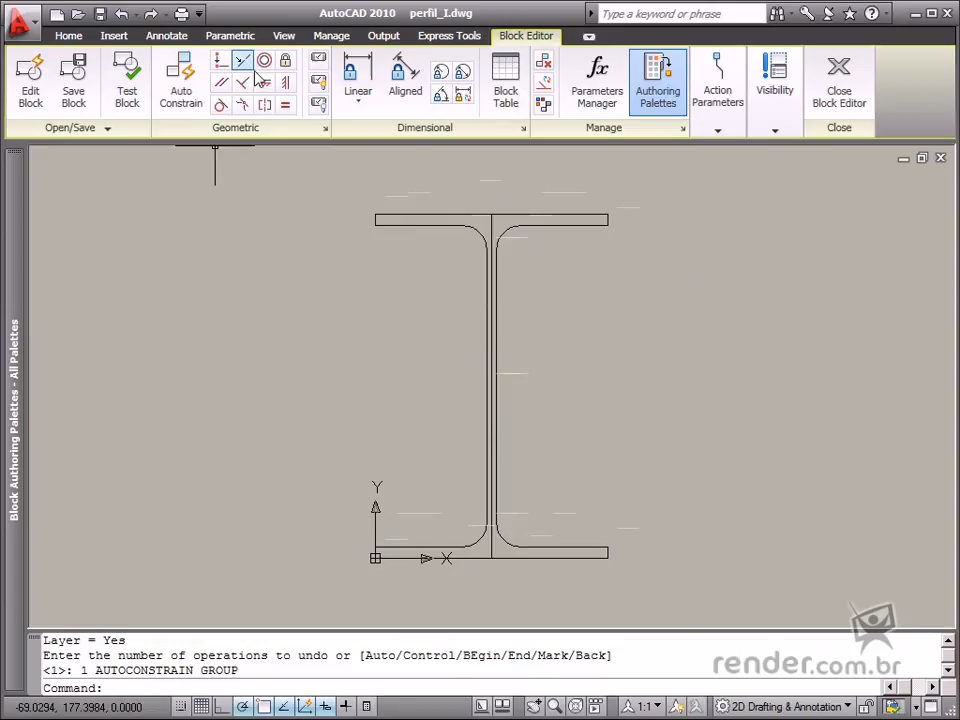 AutoCAD 2010 perfil_I.dwg
Type a keyword or phrase
Home Insert Annotate Parametric View Manage Output Express Tools Block Editor
Edit Block
Save Block
Test Block
Auto Constrain
Linear
Aligned
Block Table
fx
Parameters Manager
Authoring Palettes
Action Parameters
Visibility
Close Block Editor
Open/Save Geometric Dimensional Manage Close
Block Authoring Palettes - All Palettes
Y
X
Layer = Yes
Enter the number of operations to undo or [Auto/Control/BEgin/End/Mark/Back]
<1>: 1 AUTOCONSTRAIN GROUP
Command:
render.com.br
-69.0294, 177.3984, 0.0000
1:1
2D Drafting & Annotation